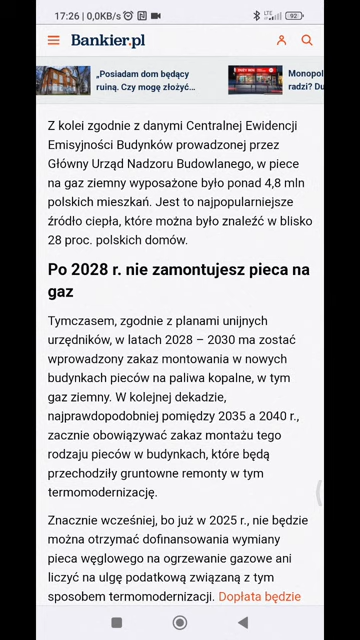 17:26 | 0,0KB/s
LTE
92
Bankier.pl
„Posiadam dom będący
ruiną. Czy mogę złożyć…
Monopol
radzi? Du
Z kolei zgodnie z danymi Centralnej Ewidencji
Emisyjności Budynków prowadzonej przez
Główny Urząd Nadzoru Budowlanego, w piece
na gaz ziemny wyposażone było ponad 4,8 mln
polskich mieszkań. Jest to najpopularniejsze
źródło ciepła, które można było znaleźć w blisko
28 proc. polskich domów.
Po 2028 r. nie zamontujesz pieca na
gaz
Tymczasem, zgodnie z planami unijnych
urzędników, w latach 2028 – 2030 ma zostać
wprowadzony zakaz montowania w nowych
budynkach pieców na paliwa kopalne, w tym
gaz ziemny. W kolejnej dekadzie,
najprawdopodobniej pomiędzy 2035 a 2040 r.,
zacznie obowiązywać zakaz montażu tego
rodzaju pieców w budynkach, które będą
przechodziły gruntowne remonty w tym
termomodernizację.
Znacznie wcześniej, bo już w 2025 r., nie będzie
można otrzymać dofinansowania wymiany
pieca węglowego na ogrzewanie gazowe ani
liczyć na ulgę podatkową związaną z tym
sposobem termomodernizacji. Dopłata będzie